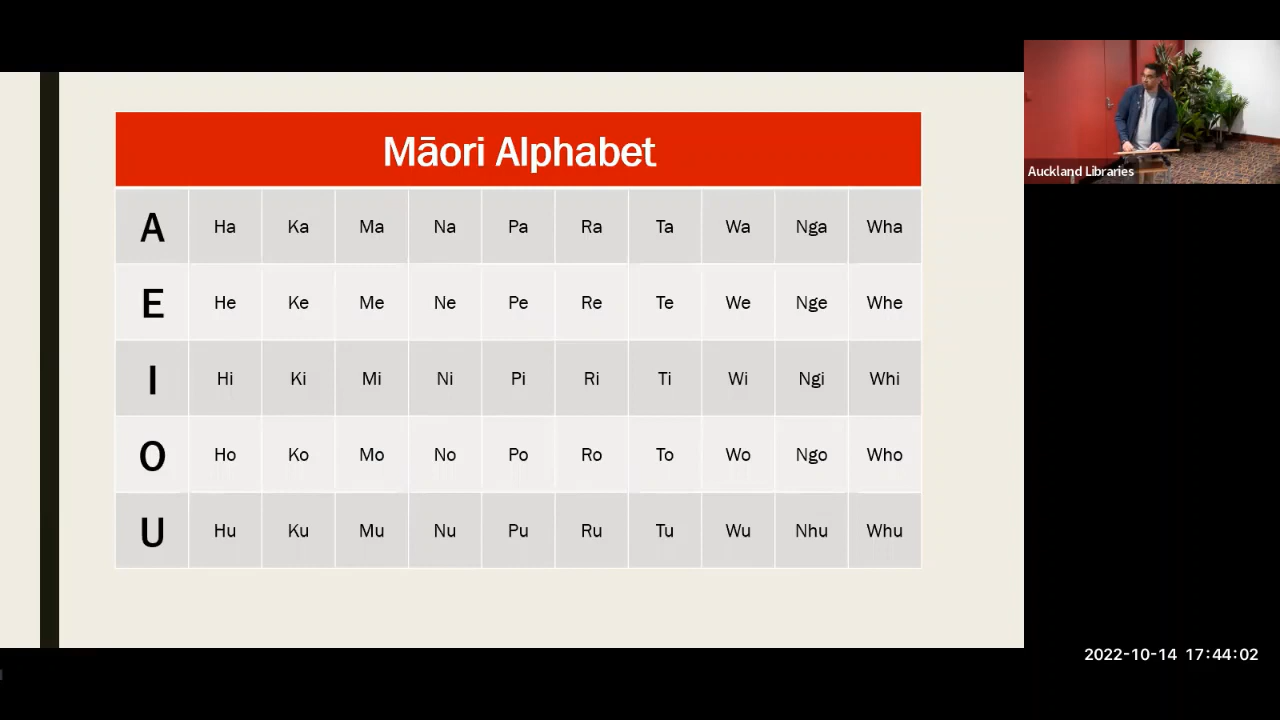 Māori Alphabet
A Ha Ka Ma Na Pa Ra Ta Wa Nga Wha
E He Ke Me Ne Pe Re Te We Nge Whe
I Hi Ki Mi Ni Pi Ri Ti Wi Ngi Whi
O Ho Ko Mo No Po Ro To Wo Ngo Who
U Hu Ku Mu Nu Pu Ru Tu Wu Nhu Whu
Auckland Libraries
2022-10-14 17:44:02